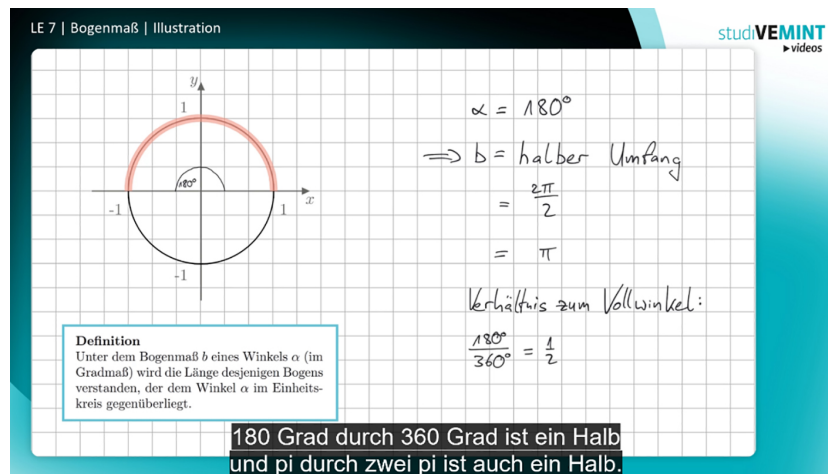 LE 7 | Bogenmaß | Illustration
studiVEMINT
▶videos
y
1
180°
-1
1
x
-1
α = 180°
⇒ b = halber Umfang
= 2π/2
= π
Verhältnis zum Vollwinkel:
180°/360° = 1/2
Definition
Unter dem Bogenmaß b eines Winkels α (im
Gradmaß) wird die Länge desjenigen Bogens
verstanden, der dem Winkel α im Einheits-
kreis gegenüberliegt.
180 Grad durch 360 Grad ist ein Halb
und pi durch zwei pi ist auch ein Halb.